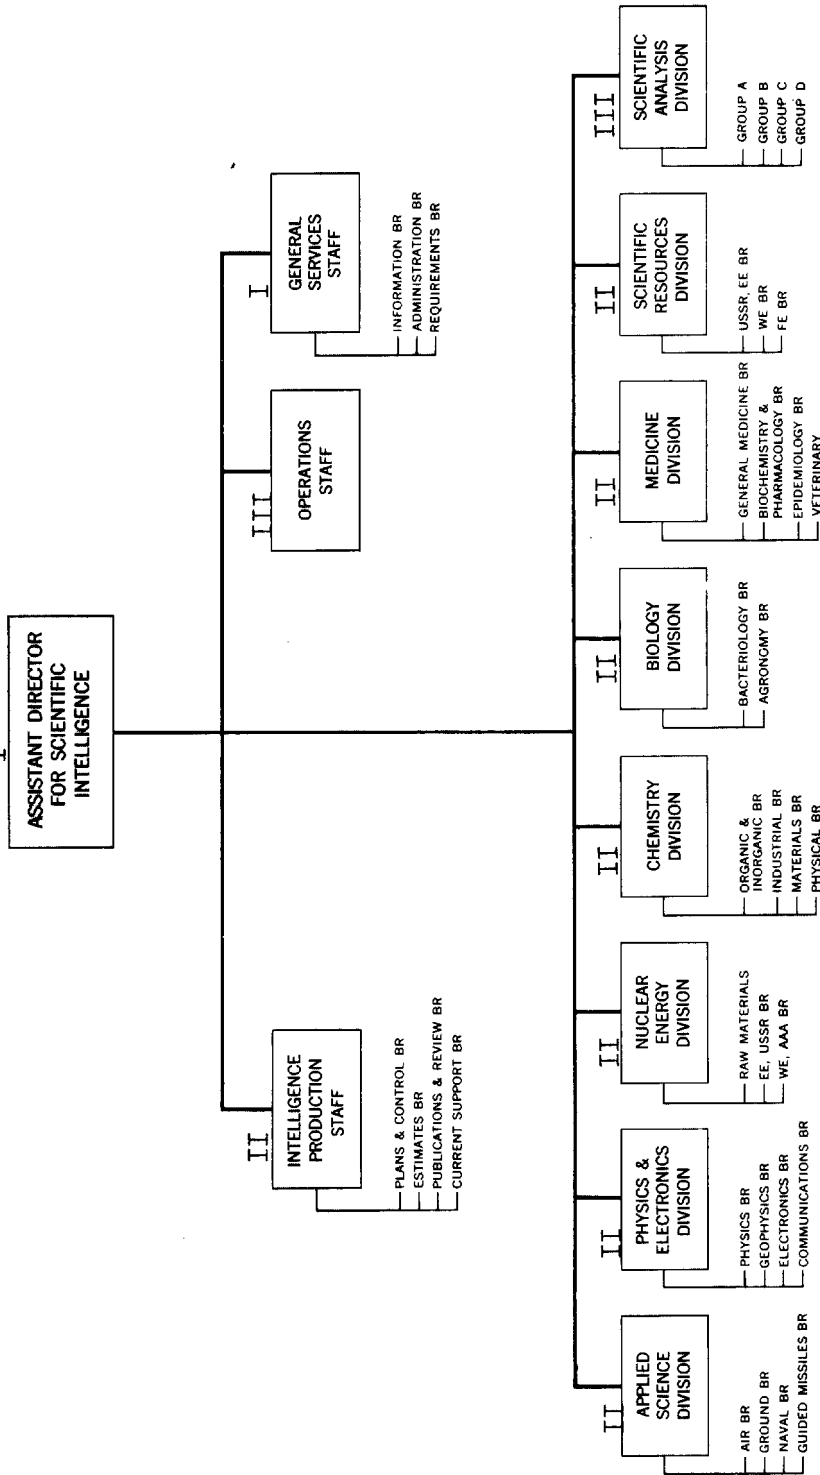 I
ASSISTANT DIRECTOR
FOR SCIENTIFIC
INTELLIGENCE
II
INTELLIGENCE
PRODUCTION
STAFF
PLANS & CONTROL BR
ESTIMATES BR
PUBLICATIONS & REVIEW BR
CURRENT SUPPORT BR
III
OPERATIONS
STAFF
I
GENERAL
SERVICES
STAFF
INFORMATION BR
ADMINISTRATION BR
REQUIREMENTS BR
II
APPLIED
SCIENCE
DIVISION
AIR BR
GROUND BR
NAVAL BR
GUIDED MISSILES BR
II
PHYSICS &
ELECTRONICS
DIVISION
PHYSICS BR
GEOPHYSICS BR
ELECTRONICS BR
COMMUNICATIONS BR
II
NUCLEAR
ENERGY
DIVISION
RAW MATERIALS
EE, USSR BR
WE, AAA BR
II
CHEMISTRY
DIVISION
ORGANIC &
INORGANIC BR
INDUSTRIAL BR
MATERIALS BR
PHYSICAL BR
II
BIOLOGY
DIVISION
BACTERIOLOGY BR
AGRONOMY BR
II
MEDICINE
DIVISION
GENERAL MEDICINE BR
BIOCHEMISTRY &
PHARMACOLOGY BR
EPIDEMIOLOGY BR
VETERINARY
II
SCIENTIFIC
RESOURCES
DIVISION
USSR, EE BR
WE BR
FE BR
III
SCIENTIFIC
ANALYSIS
DIVISION
GROUP A
GROUP B
GROUP C
GROUP D